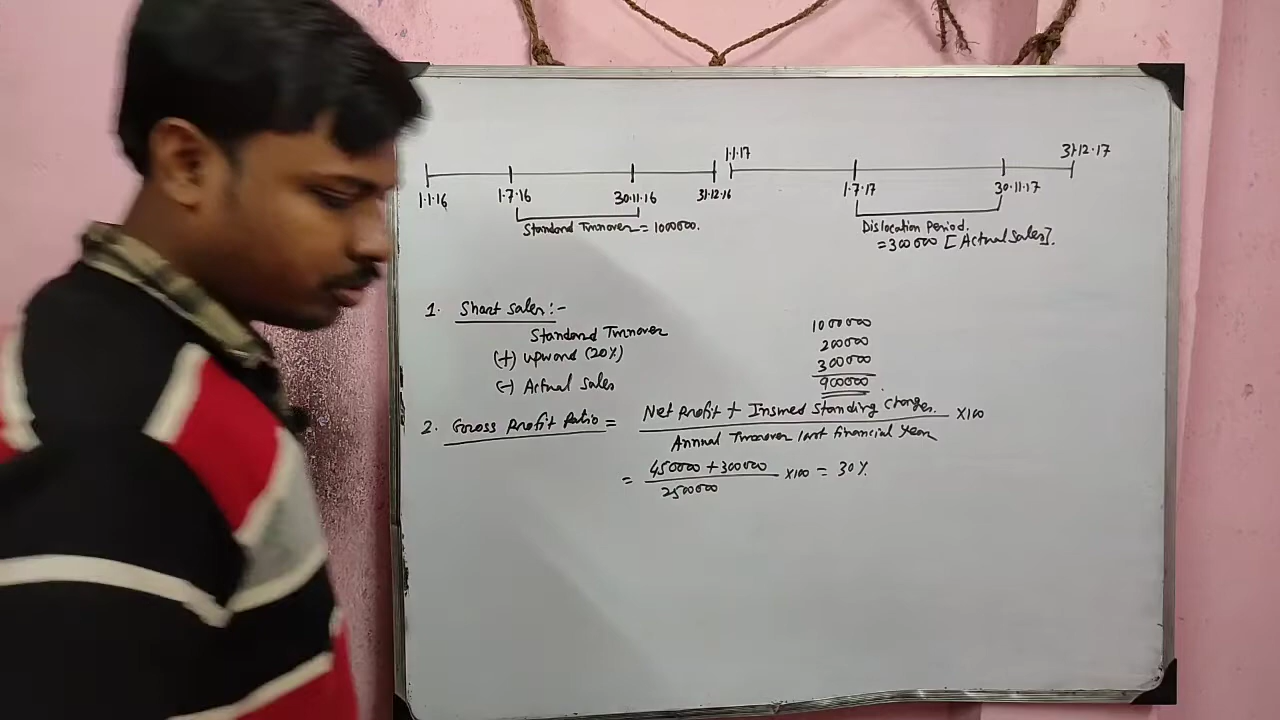 1.1.17 31.12.17
1.1.16 1.7.16 30.11.16 31.12.16 1.7.17 30.11.17
Standard Turnover = 1000000.
Dislocation Period.
= 300000 [Actual Sales].
1. Short Sales :-
Standard Turnover 1000000
(+) upward (20%) 200000
(-) Actual Sales 300000
900000
2. Gross Profit Ratio = Net Profit + Insured Standing Charges. ×100
Annual Turnover last financial Year
= 450000 + 300000 ×100 = 30%
2500000